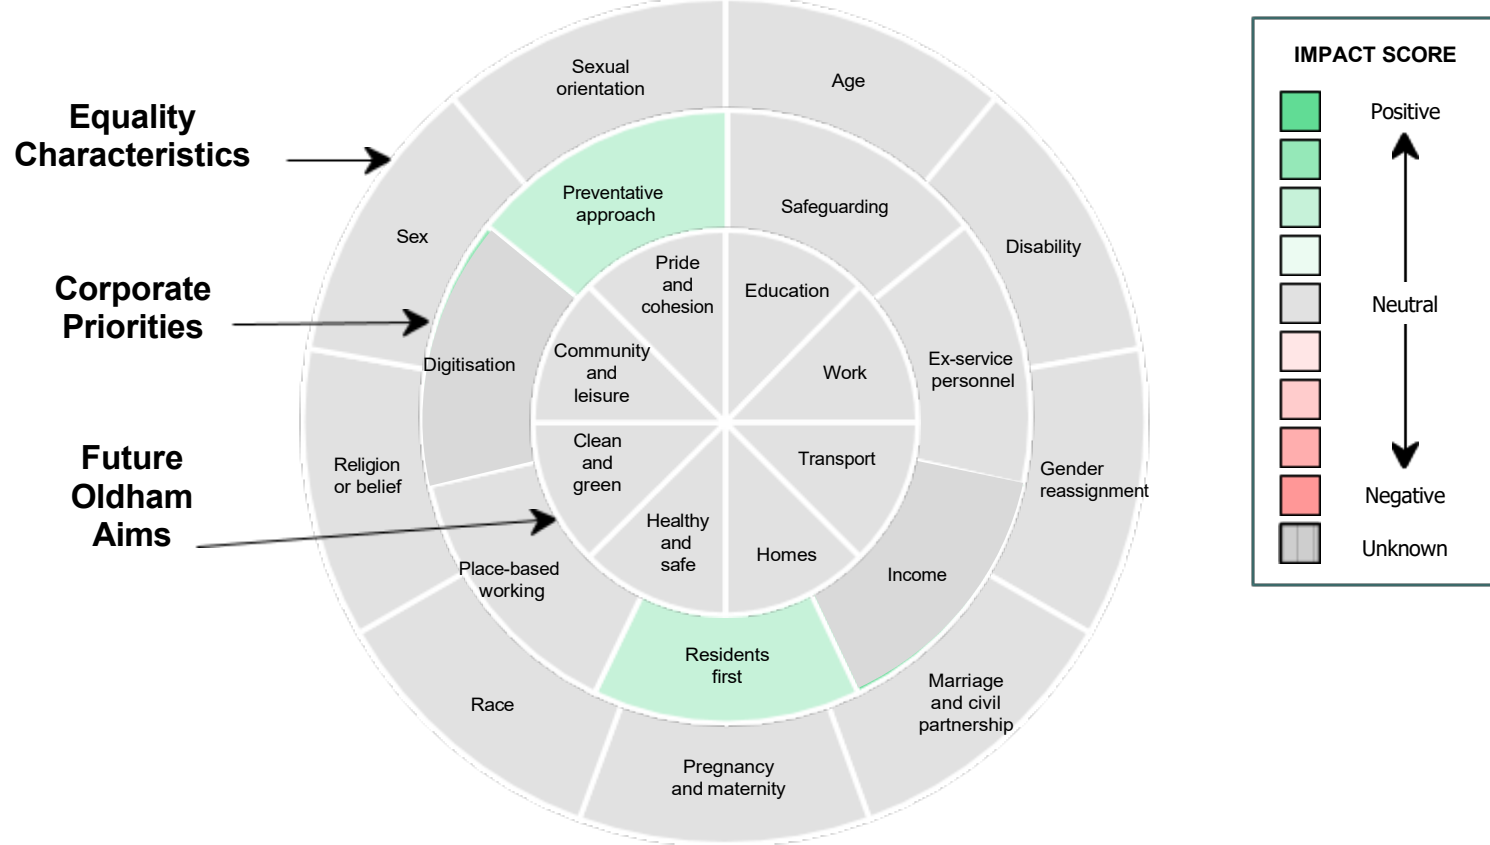 Equality
Characteristics
Corporate
Priorities
Future
Oldham
Aims
Sexual
orientation
Age
Sex
Disability
Religion
or belief
Gender
reassignment
Race
Marriage
and civil
partnership
Pregnancy
and maternity
Preventative
approach
Safeguarding
Digitisation
Ex-service
personnel
Place-based
working
Income
Residents
first
Pride
and
cohesion
Education
Community
and
leisure
Work
Clean
and
green
Transport
Healthy
and
safe
Homes
IMPACT SCORE
Positive
Neutral
Negative
Unknown